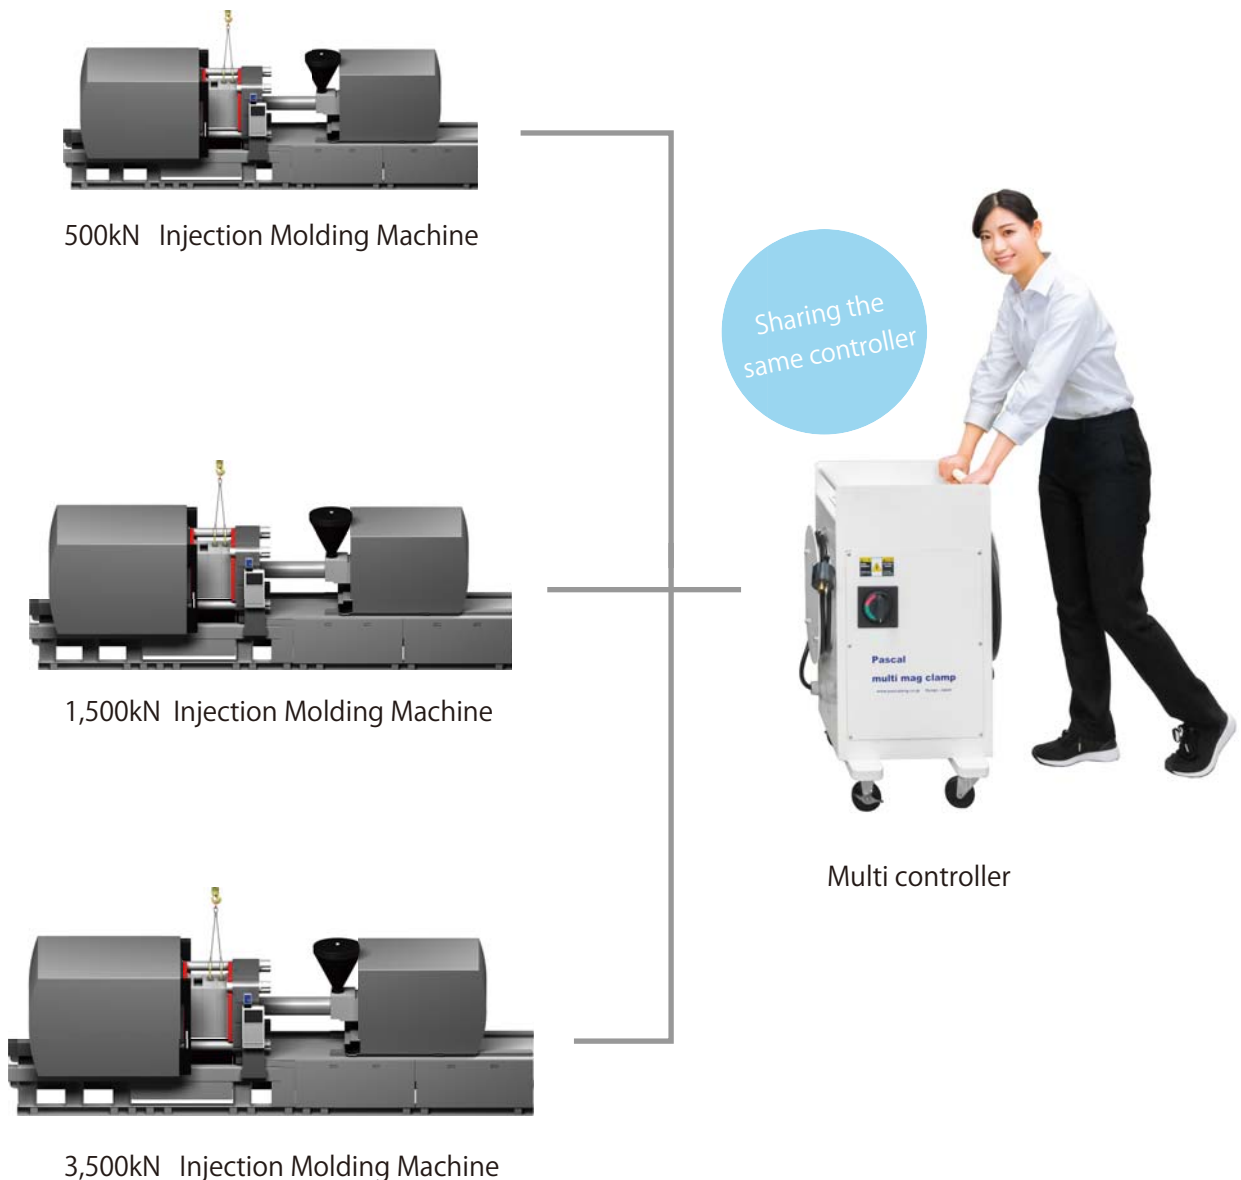 500kN Injection Molding Machine
Sharing the
same controller
1,500kN Injection Molding Machine
Pascal
multi mag clamp
Multi controller
3,500kN Injection Molding Machine